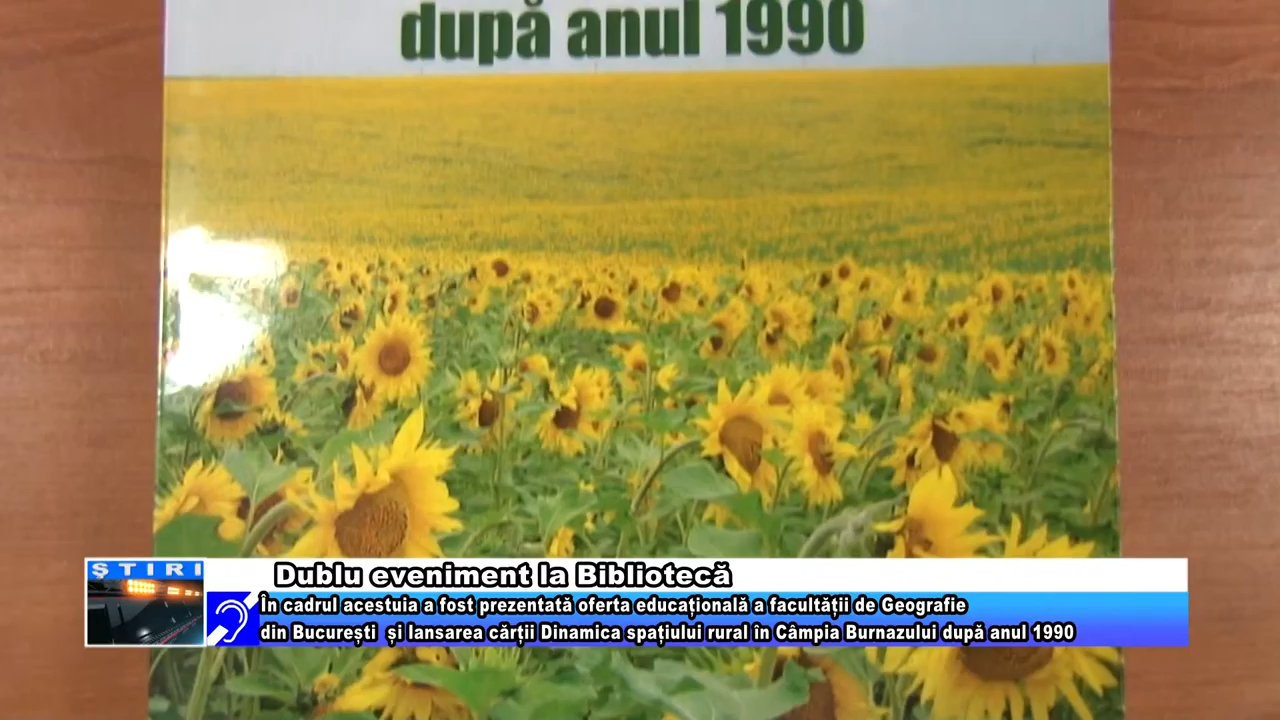 după anul 1990
ŞTIRI
Dublu eveniment la Bibliotecă
În cadrul acestuia a fost prezentată oferta educațională a facultății de Geografie
din București și lansarea cărții Dinamica spațiului rural în Câmpia Burnazului după anul 1990